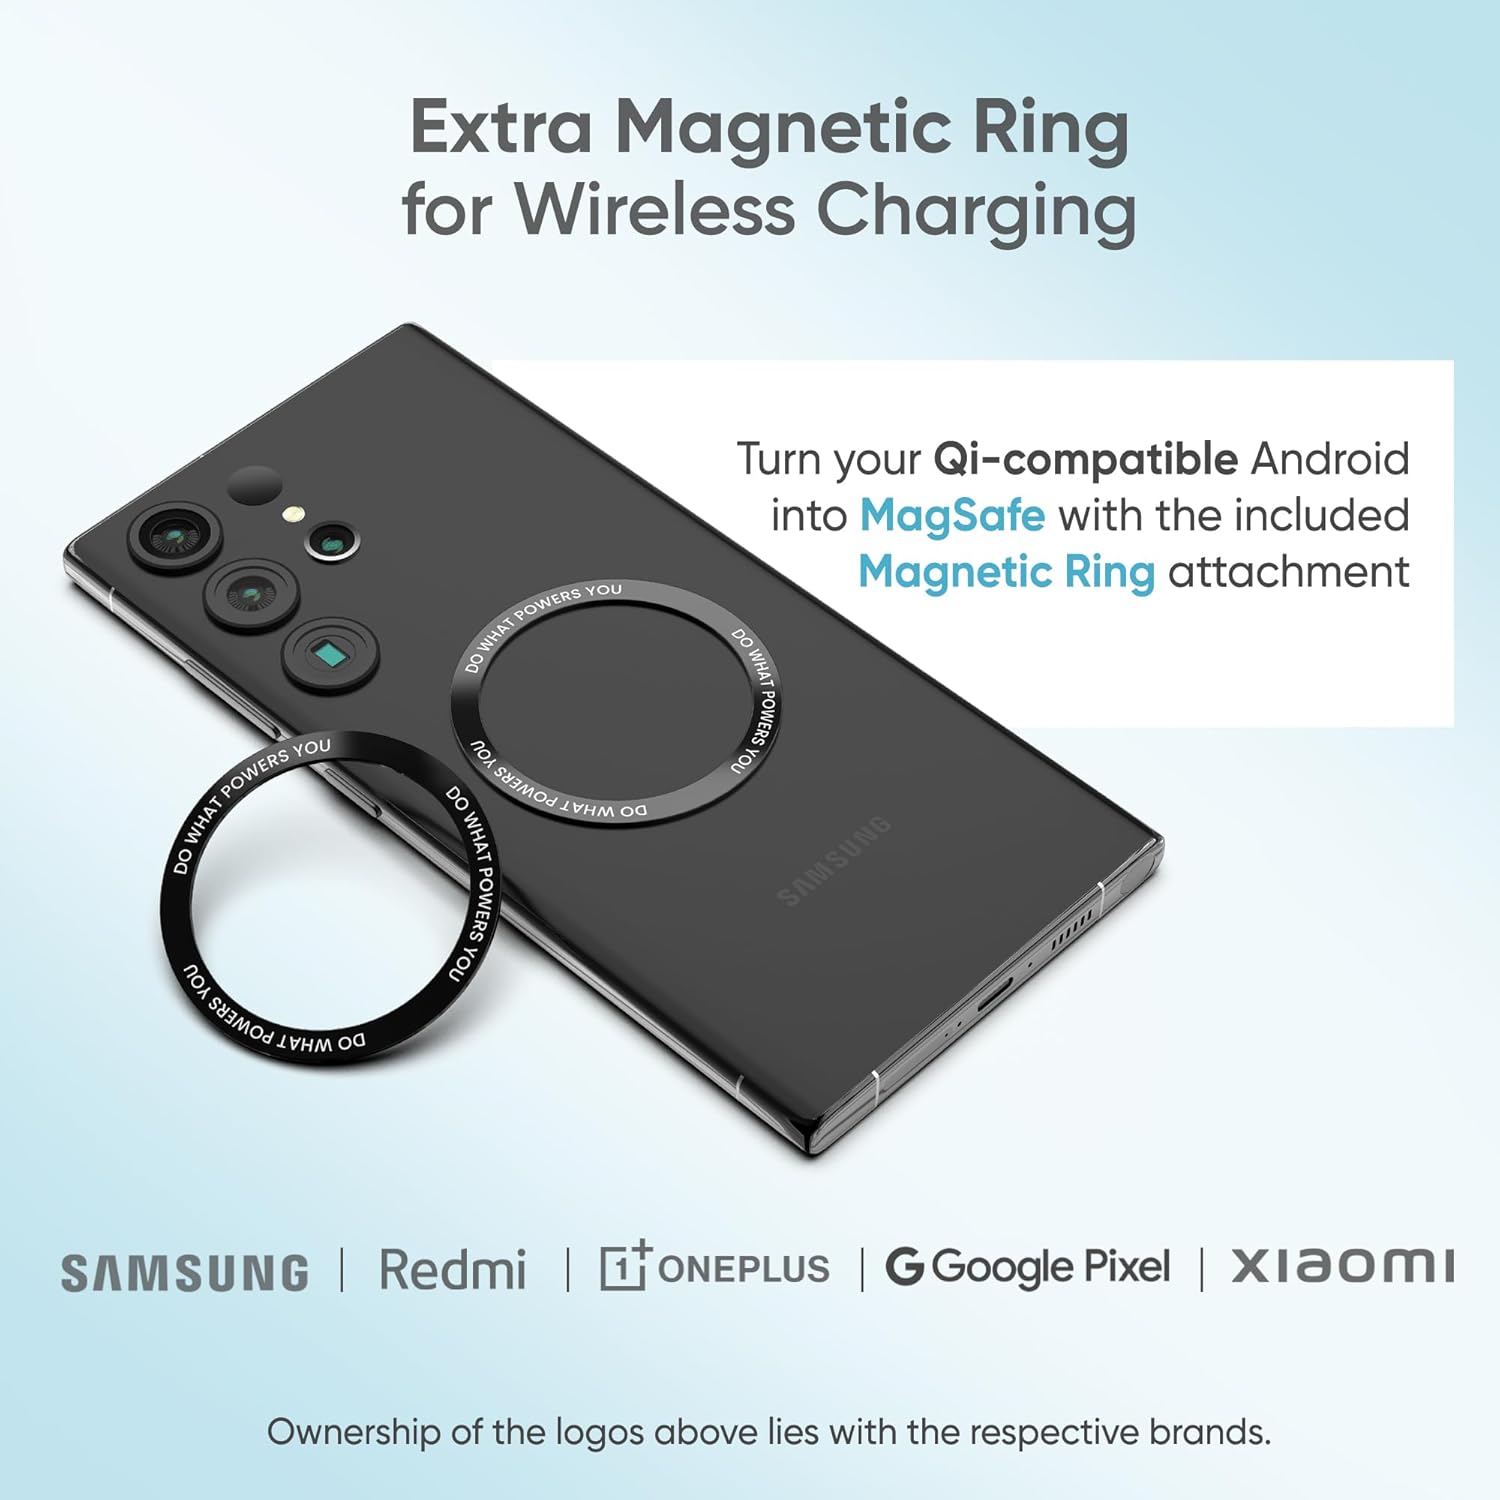 Extra Magnetic Ring
for Wireless Charging
Turn your Qi-compatible Android
into MagSafe with the included
Magnetic Ring attachment
DO WHAT POWERS YOU
DO WHAT POWERS YOU
DO WHAT POWERS YOU
DO WHAT POWERS YOU
DO WHAT POWERS YOU
DO WHAT POWERS YOU
SAMSUNG
SAMSUNG | Redmi | 1+ ONEPLUS | G Google Pixel | xiaomi
Ownership of the logos above lies with the respective brands.